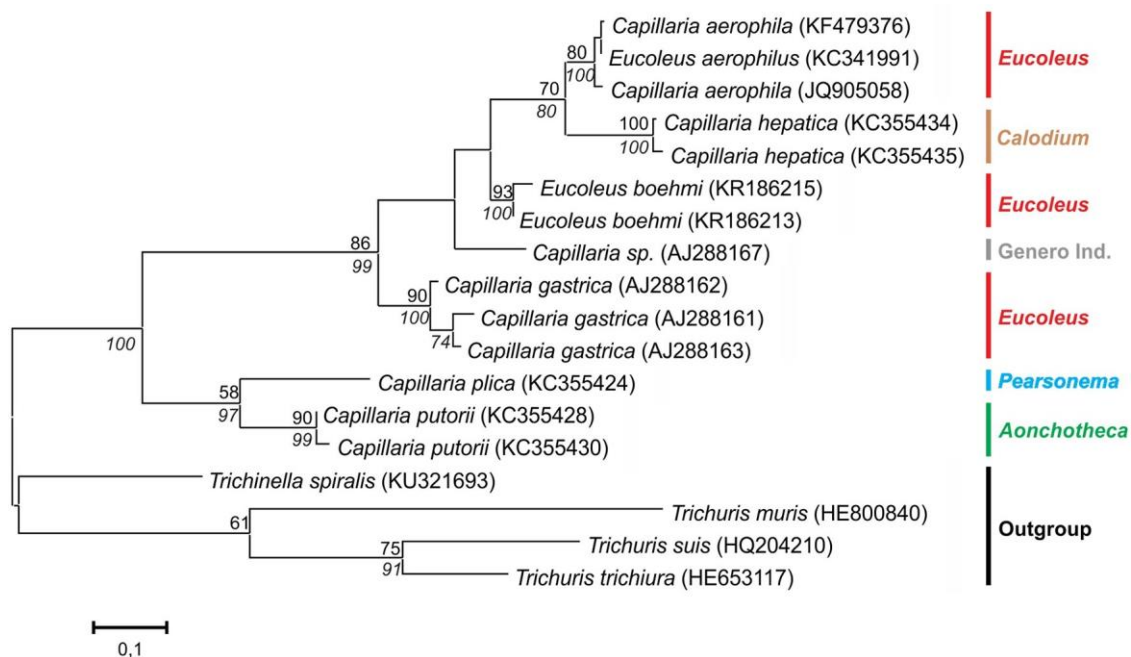 Capillaria aerophila (KF479376)
80 Eucoleus aerophilus (KC341991) Eucoleus
100
Capillaria aerophila (JQ905058)
70
80
100 Capillaria hepatica (KC355434)
Calodium
100 Capillaria hepatica (KC355435)
93 Eucoleus boehmi (KR186215)
Eucoleus
100 Eucoleus boehmi (KR186213)
86 Capillaria sp. (AJ288167) Genero Ind.
99
90 Capillaria gastrica (AJ288162)
100 Capillaria gastrica (AJ288161) Eucoleus
100
74 Capillaria gastrica (AJ288163)
58 Capillaria plica (KC355424) Pearsonema
97
90 Capillaria putorii (KC355428)
Aonchotheca
99 Capillaria putorii (KC355430)
Trichinella spiralis (KU321693)
61 Trichuris muris (HE800840)
Outgroup
75 Trichuris suis (HQ204210)
91 Trichuris trichiura (HE653117)
0,1